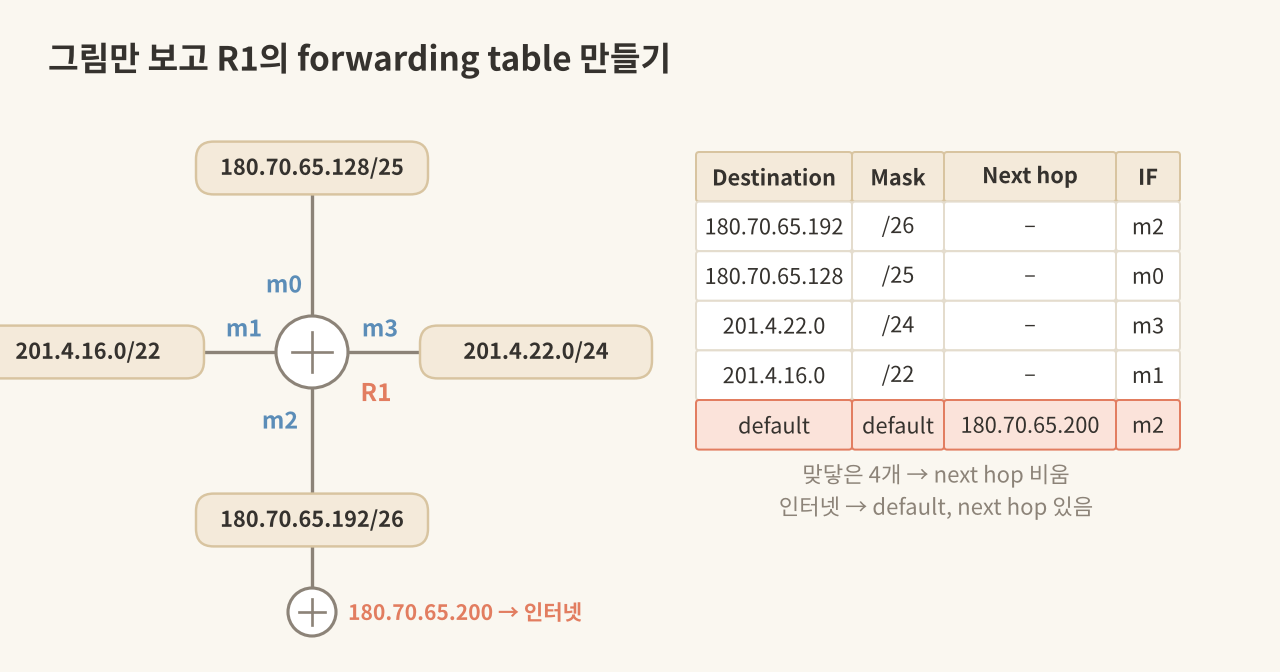 그림만 보고 R1의 forwarding table 만들기
180.70.65.128/25
m0
m1
m3
201.4.16.0/22
201.4.22.0/24
R1
m2
180.70.65.192/26
180.70.65.200 → 인터넷
Destination Mask Next hop IF
180.70.65.192 /26 – m2
180.70.65.128 /25 – m0
201.4.22.0 /24 – m3
201.4.16.0 /22 – m1
default default 180.70.65.200 m2
맞닿은 4개 → next hop 비움
인터넷 → default, next hop 있음